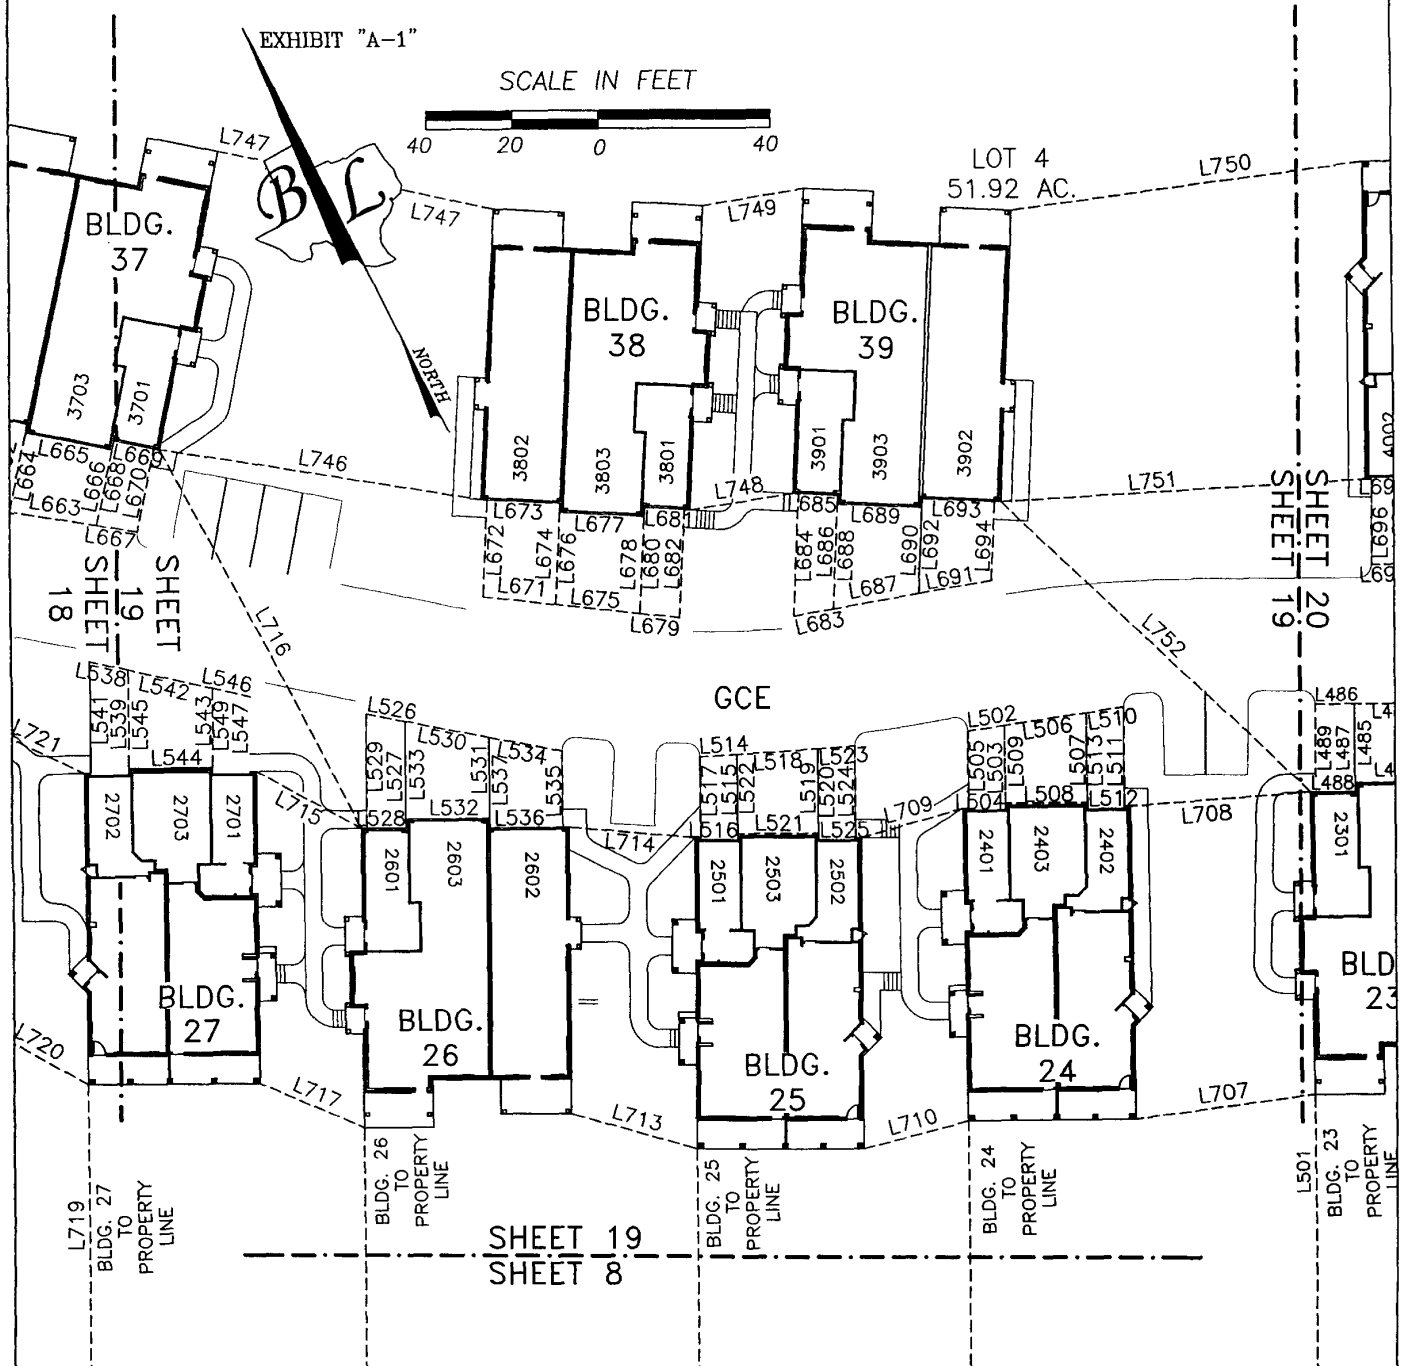 EXHIBIT "A-1"
SCALE IN FEET
40 20 0 40
LOT 4
51.92 AC.
B L
NORTH
L747
L747
L749
L750
BLDG.
37
BLDG.
38
BLDG.
39
3703
3701
3802
3803
3801
3901
3903
3902
4002
L664
L665
L666
L668
L669
L670
L663
L667
L746
L673
L677
L681
L748
L685
L689
L693
L751
L69
L672
L674
L676
L678
L680
L682
L684
L686
L688
L690
L692
L694
L696
L671
L675
L679
L683
L687
L691
L69
SHEET 18
SHEET 19
SHEET 20
SHEET 19
L716
L752
GCE
L538
L542
L546
L541
L539
L545
L543
L549
L547
L721
L544
L526
L530
L534
L529
L527
L533
L531
L537
L535
L715
L528
L532
L536
L714
L514
L518
L523
L517
L515
L522
L519
L520
L524
L516
L521
L525
L709
L502
L506
L510
L505
L503
L509
L507
L513
L511
L504
L508
L512
L708
L486
L4
L489
L487
L485
L488
L4
2702
2703
2701
2601
2603
2602
2501
2503
2502
2401
2403
2402
2301
BLDG.
27
BLDG.
26
BLDG.
25
BLDG.
24
BLD
23
L720
L717
L713
L710
L707
L719
BLDG. 27
TO
PROPERTY
LINE
BLDG. 26
TO
PROPERTY
LINE
BLDG. 25
TO
PROPERTY
LINE
BLDG. 24
TO
PROPERTY
LINE
L501
BLDG. 23
TO
PROPERTY
LINE
SHEET 19
SHEET 8